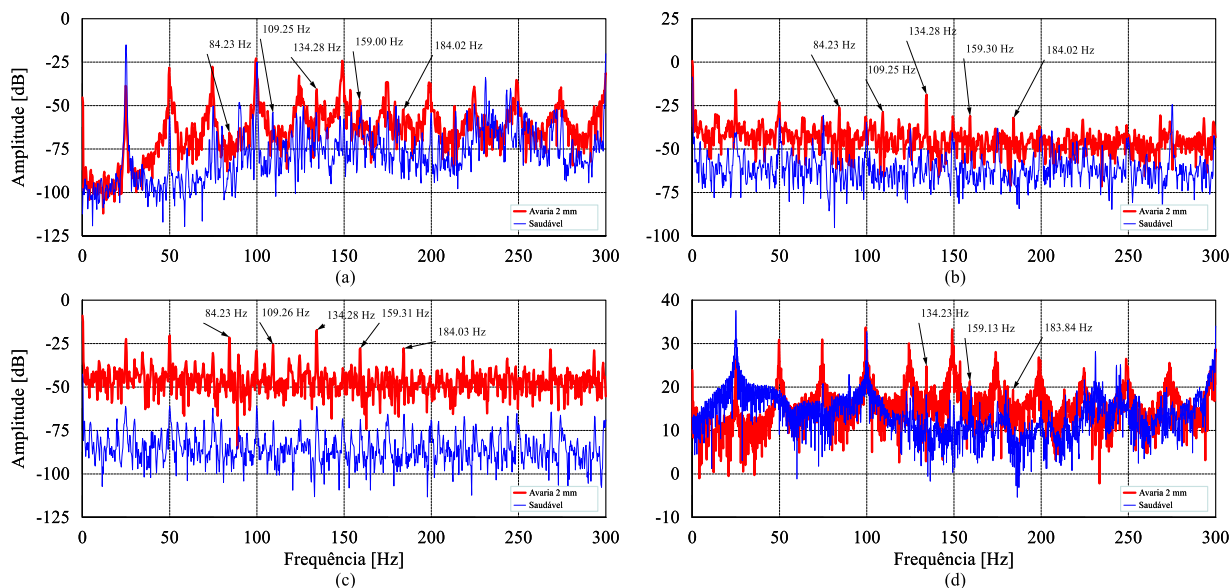 0
-25
-50
-75
-100
-125
Amplitude [dB]
84.23 Hz
109.25 Hz
134.28 Hz
159.00 Hz
184.02 Hz
Avaria 2 mm
Saudável
0 50 100 150 200 250 300
(a)
25
0
-25
-50
-75
-100
84.23 Hz
109.25 Hz
134.28 Hz
159.30 Hz
184.02 Hz
Avaria 2 mm
Saudável
0 50 100 150 200 250 300
(b)
0
-25
-50
-75
-100
-125
Amplitude [dB]
84.23 Hz
109.26 Hz
134.28 Hz
159.31 Hz
184.03 Hz
Avaria 2 mm
Saudável
0 50 100 150 200 250 300
Frequência [Hz]
(c)
40
30
20
10
0
-10
134.23 Hz
159.13 Hz
183.84 Hz
Avaria 2 mm
Saudável
0 50 100 150 200 250 300
Frequência [Hz]
(d)